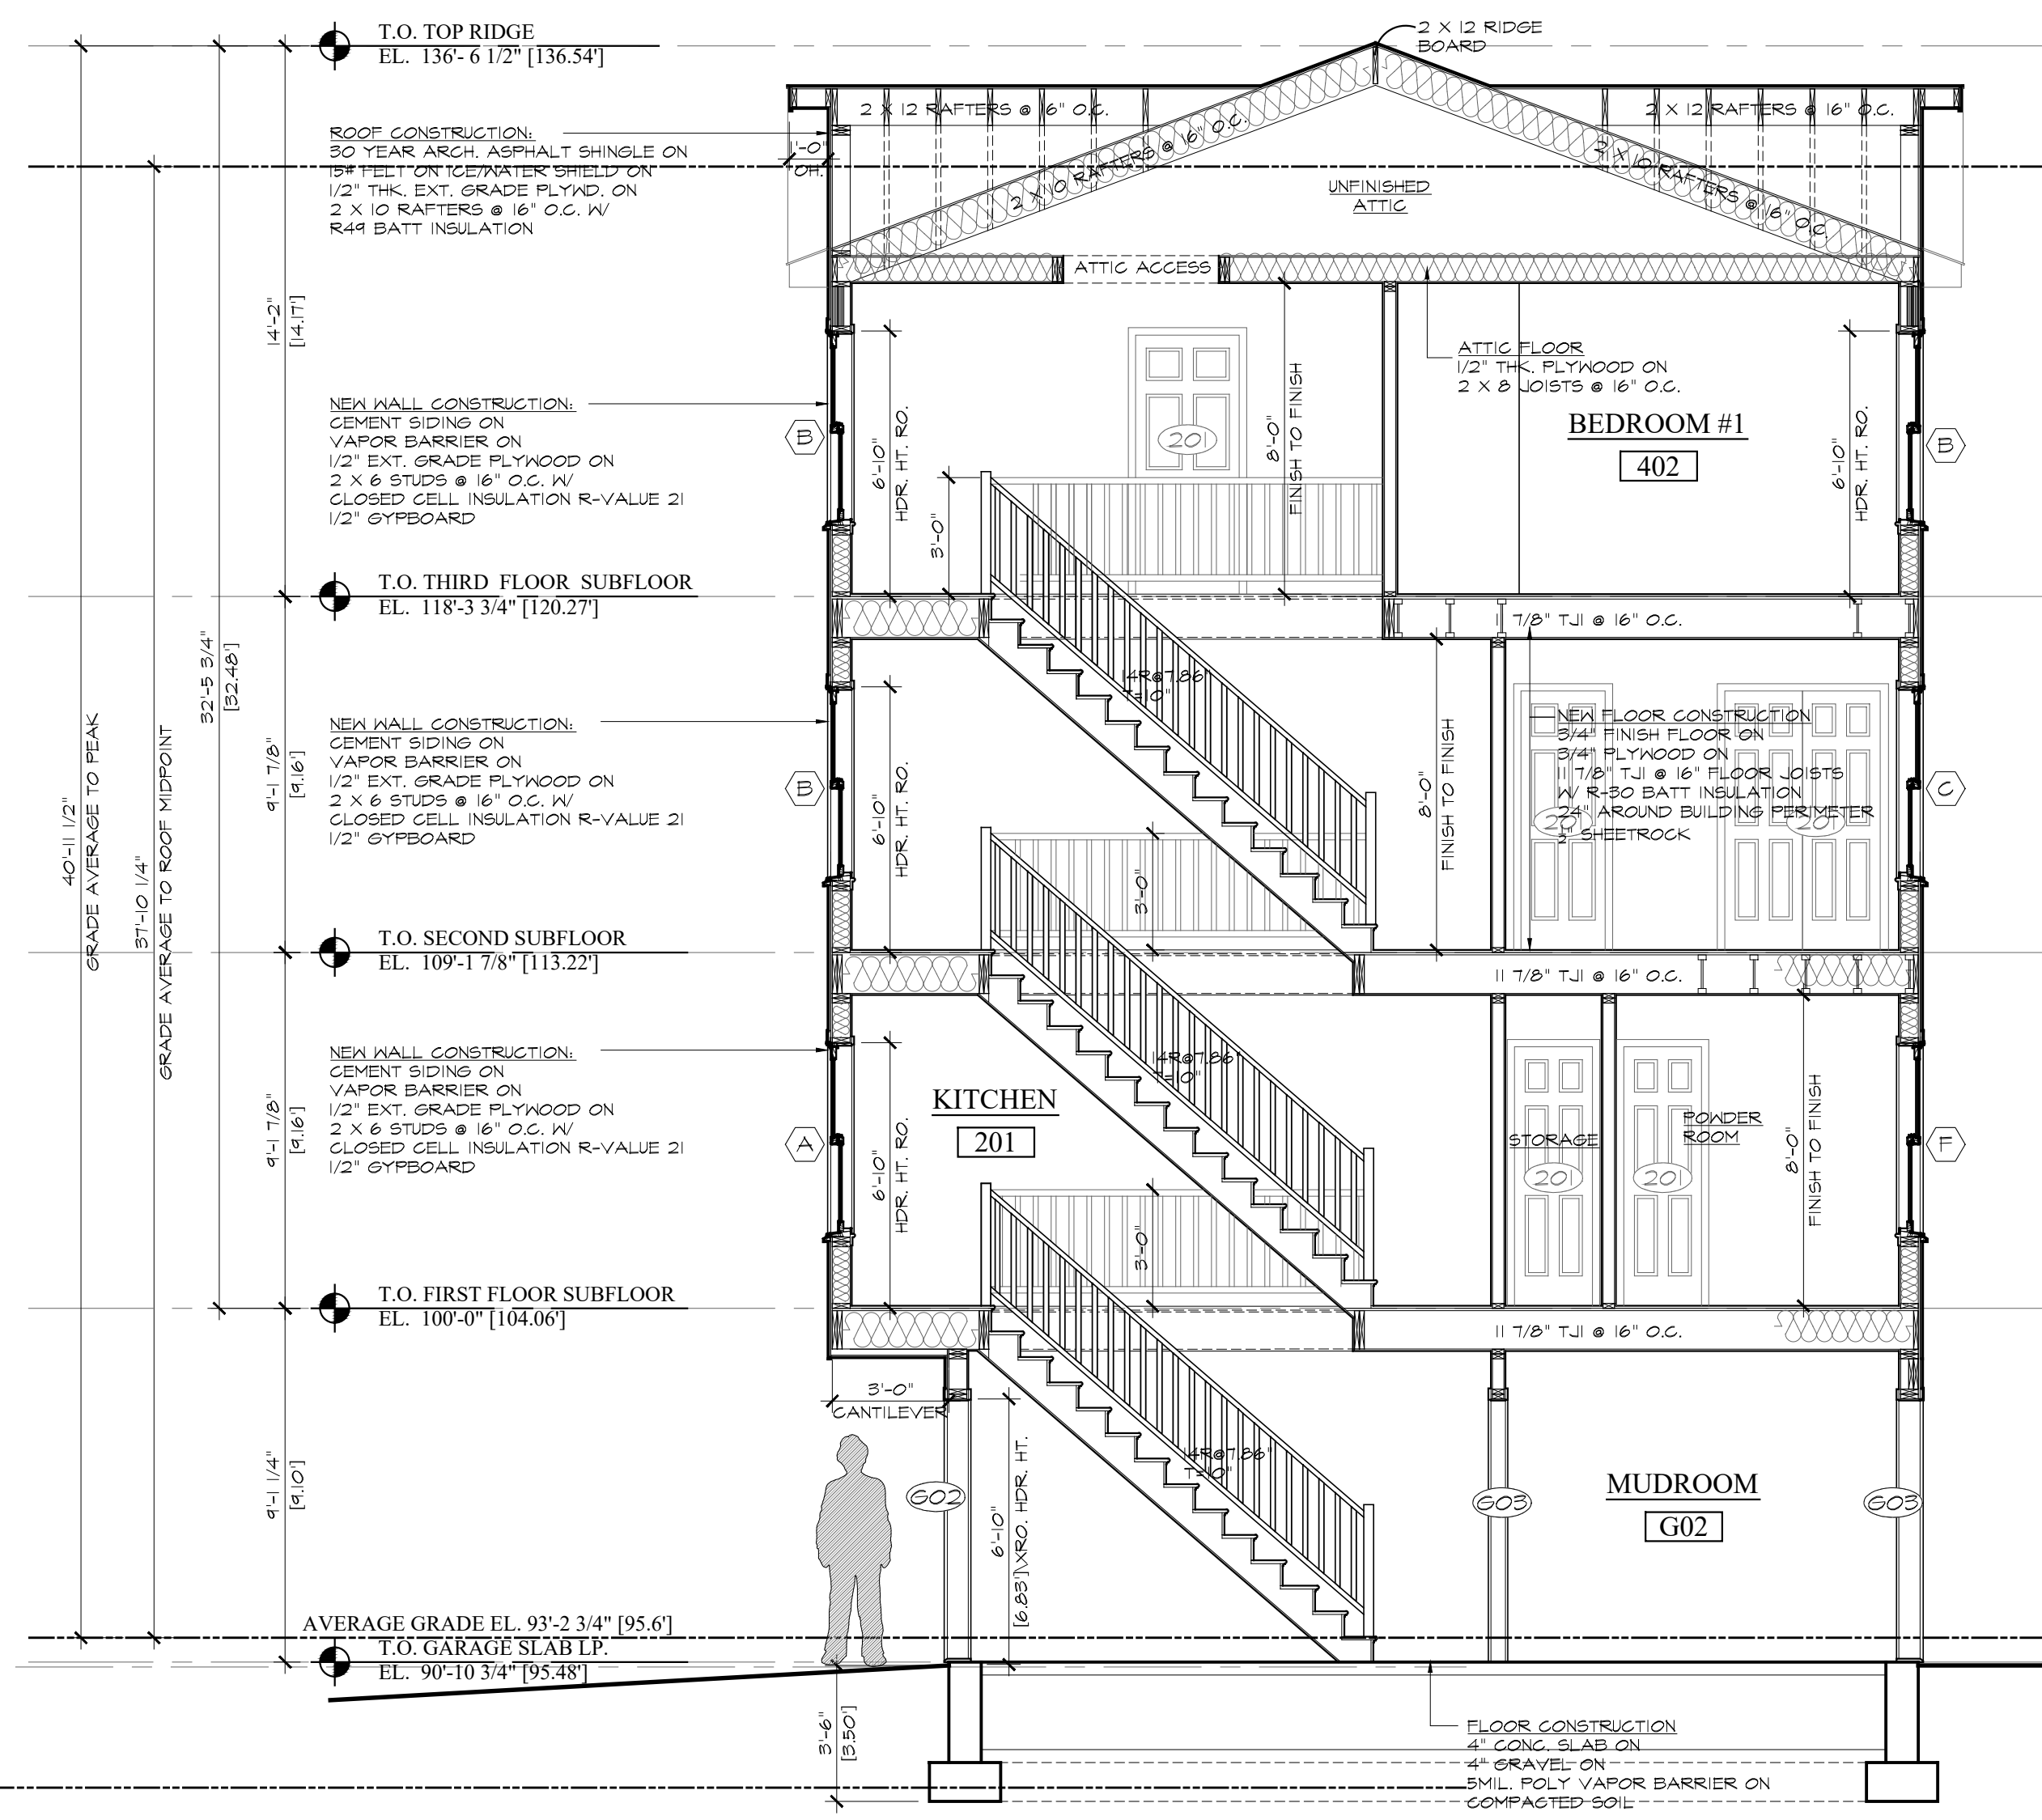 T.O. TOP RIDGE
EL. 136'- 6 1/2" [136.54']
2 X 12 RIDGE
BOARD
ROOF CONSTRUCTION:
30 YEAR ARCH. ASPHALT SHINGLE ON
15# FELT ON ICE/WATER SHIELD ON
1/2" THK. EXT. GRADE PLYWD. ON
2 X 10 RAFTERS @ 16" O.C. W/
R49 BATT INSULATION
1'-0"
OH.
2 X 12 RAFTERS @ 16" O.C.
2 X 12 RAFTERS @ 16" O.C.
2 X 10 RAFTERS @ 16" O.C.
2 X 10 RAFTERS @ 16" O.C.
UNFINISHED
ATTIC
ATTIC ACCESS
ATTIC FLOOR
1/2" THK. PLYWOOD ON
2 X 8 JOISTS @ 16" O.C.
14'-2"
[14.17']
NEW WALL CONSTRUCTION:
CEMENT SIDING ON
VAPOR BARRIER ON
1/2" EXT. GRADE PLYWOOD ON
2 X 6 STUDS @ 16" O.C. W/
CLOSED CELL INSULATION R-VALUE 21
1/2" GYPBOARD
B
6'-10"
HDR. HT. RO.
3'-0"
201
8'-0"
FINISH TO FINISH
BEDROOM #1
402
6'-10"
HDR. HT. RO.
B
T.O. THIRD FLOOR SUBFLOOR
EL. 118'-3 3/4" [120.27']
11 7/8" TJI @ 16" O.C.
32'-5 3/4"
[32.48']
40'-11 1/2"
GRADE AVERAGE TO PEAK
37'-10 1/4"
GRADE AVERAGE TO ROOF MIDPOINT
9'-1 7/8"
[9.16']
NEW WALL CONSTRUCTION:
CEMENT SIDING ON
VAPOR BARRIER ON
1/2" EXT. GRADE PLYWOOD ON
2 X 6 STUDS @ 16" O.C. W/
CLOSED CELL INSULATION R-VALUE 21
1/2" GYPBOARD
B
6'-10"
HDR. HT. RO.
14R@7.86"
T=10"
3'-0"
8'-0"
FINISH TO FINISH
NEW FLOOR CONSTRUCTION
3/4" FINISH FLOOR ON
3/4" PLYWOOD ON
11 7/8" TJI @ 16" FLOOR JOISTS
W/ R-30 BATT INSULATION
24" AROUND BUILDING PERIMETER
SHEETROCK
201
201
C
T.O. SECOND SUBFLOOR
EL. 109'-1 7/8" [113.22']
11 7/8" TJI @ 16" O.C.
9'-1 7/8"
[9.16']
NEW WALL CONSTRUCTION:
CEMENT SIDING ON
VAPOR BARRIER ON
1/2" EXT. GRADE PLYWOOD ON
2 X 6 STUDS @ 16" O.C. W/
CLOSED CELL INSULATION R-VALUE 21
1/2" GYPBOARD
A
6'-10"
HDR. HT. RO.
KITCHEN
201
14R@7.86"
T=10"
3'-0"
STORAGE
201
POWDER
ROOM
201
8'-0"
FINISH TO FINISH
F
T.O. FIRST FLOOR SUBFLOOR
EL. 100'-0" [104.06']
11 7/8" TJI @ 16" O.C.
3'-0"
CANTILEVER
9'-1 1/4"
[9.10']
G02
6'-10"
[6.83']\XRO. HDR. HT.
14R@7.86"
T=10"
G03
MUDROOM
G02
G03
AVERAGE GRADE EL. 93'-2 3/4" [95.6']
T.O. GARAGE SLAB LP.
EL. 90'-10 3/4" [95.48']
3'-6"
[3.50']
FLOOR CONSTRUCTION
4" CONC. SLAB ON
4" GRAVEL ON
5MIL. POLY VAPOR BARRIER ON
COMPACTED SOIL